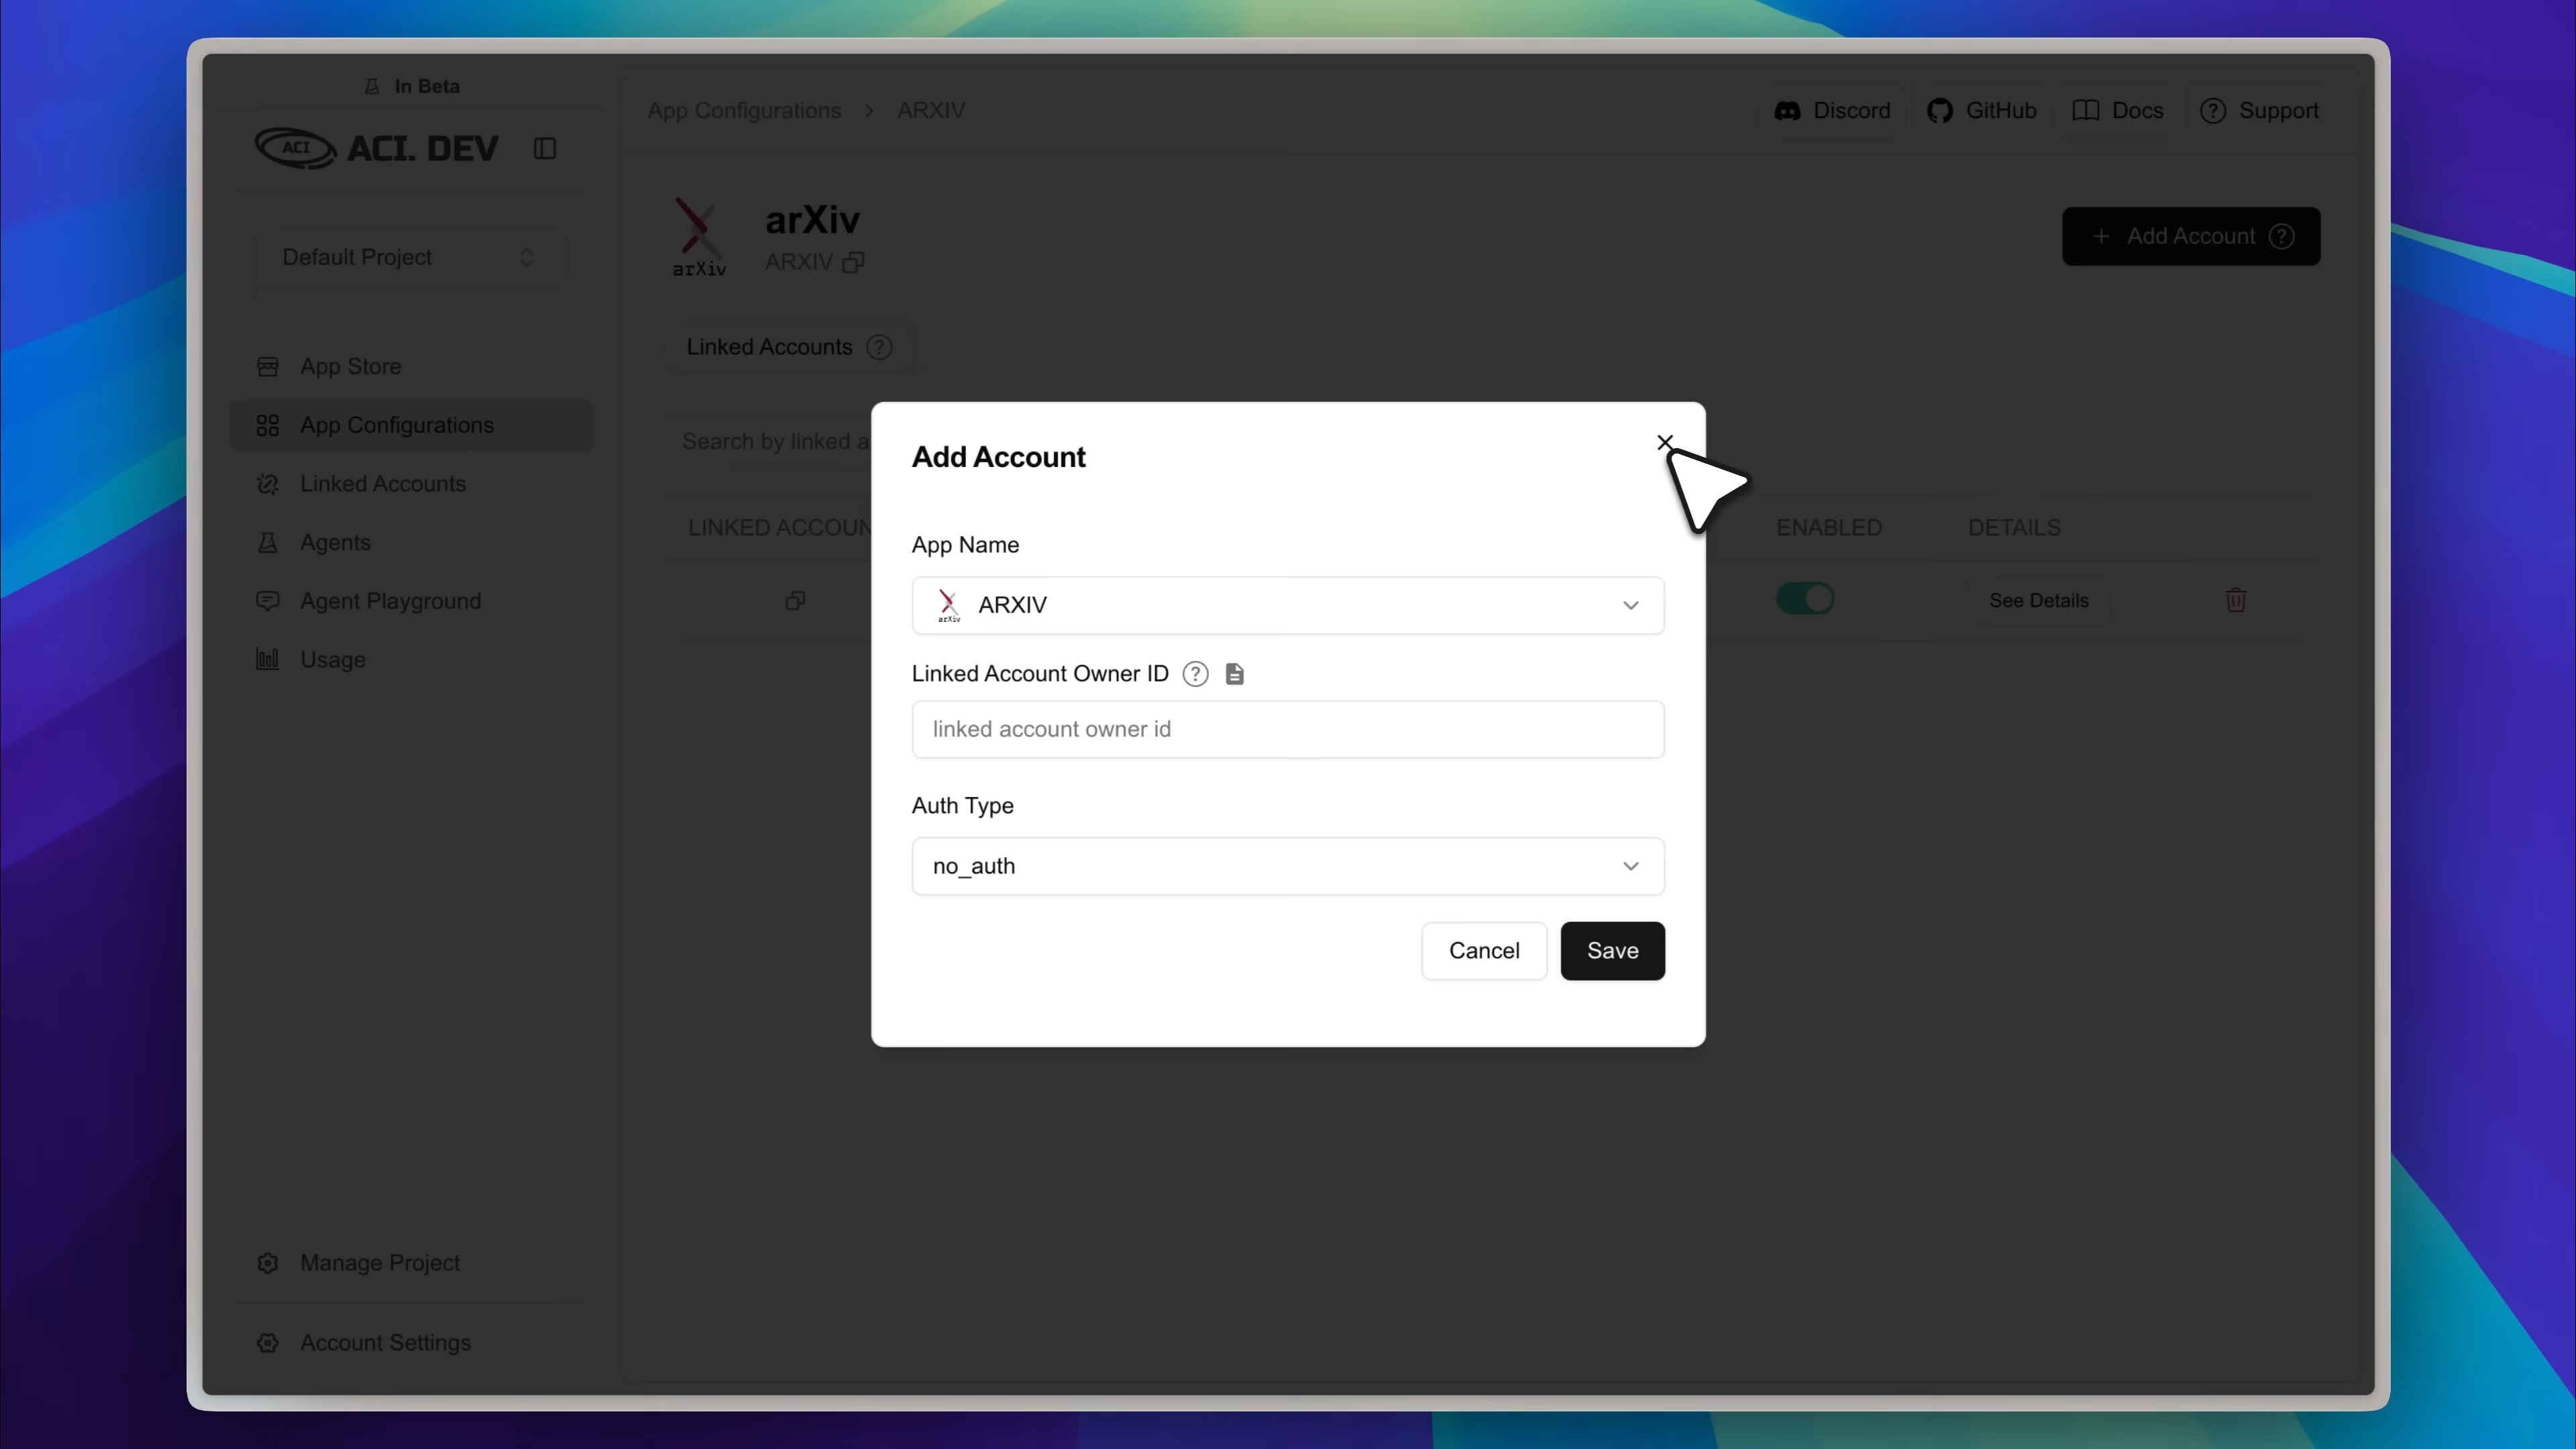 In Beta
ACI ACI. DEV
Default Project
App Store
App Configurations
Linked Accounts
Agents
Agent Playground
Usage
Manage Project
Account Settings
App Configurations > ARXIV
Discord
GitHub
Docs
Support
arXiv
arXiv
ARXIV
+ Add Account
Linked Accounts
Search by linked a
LINKED ACCOUN
ENABLED
DETAILS
See Details
Add Account
App Name
arXiv ARXIV
Linked Account Owner ID
linked account owner id
Auth Type
no_auth
Cancel
Save